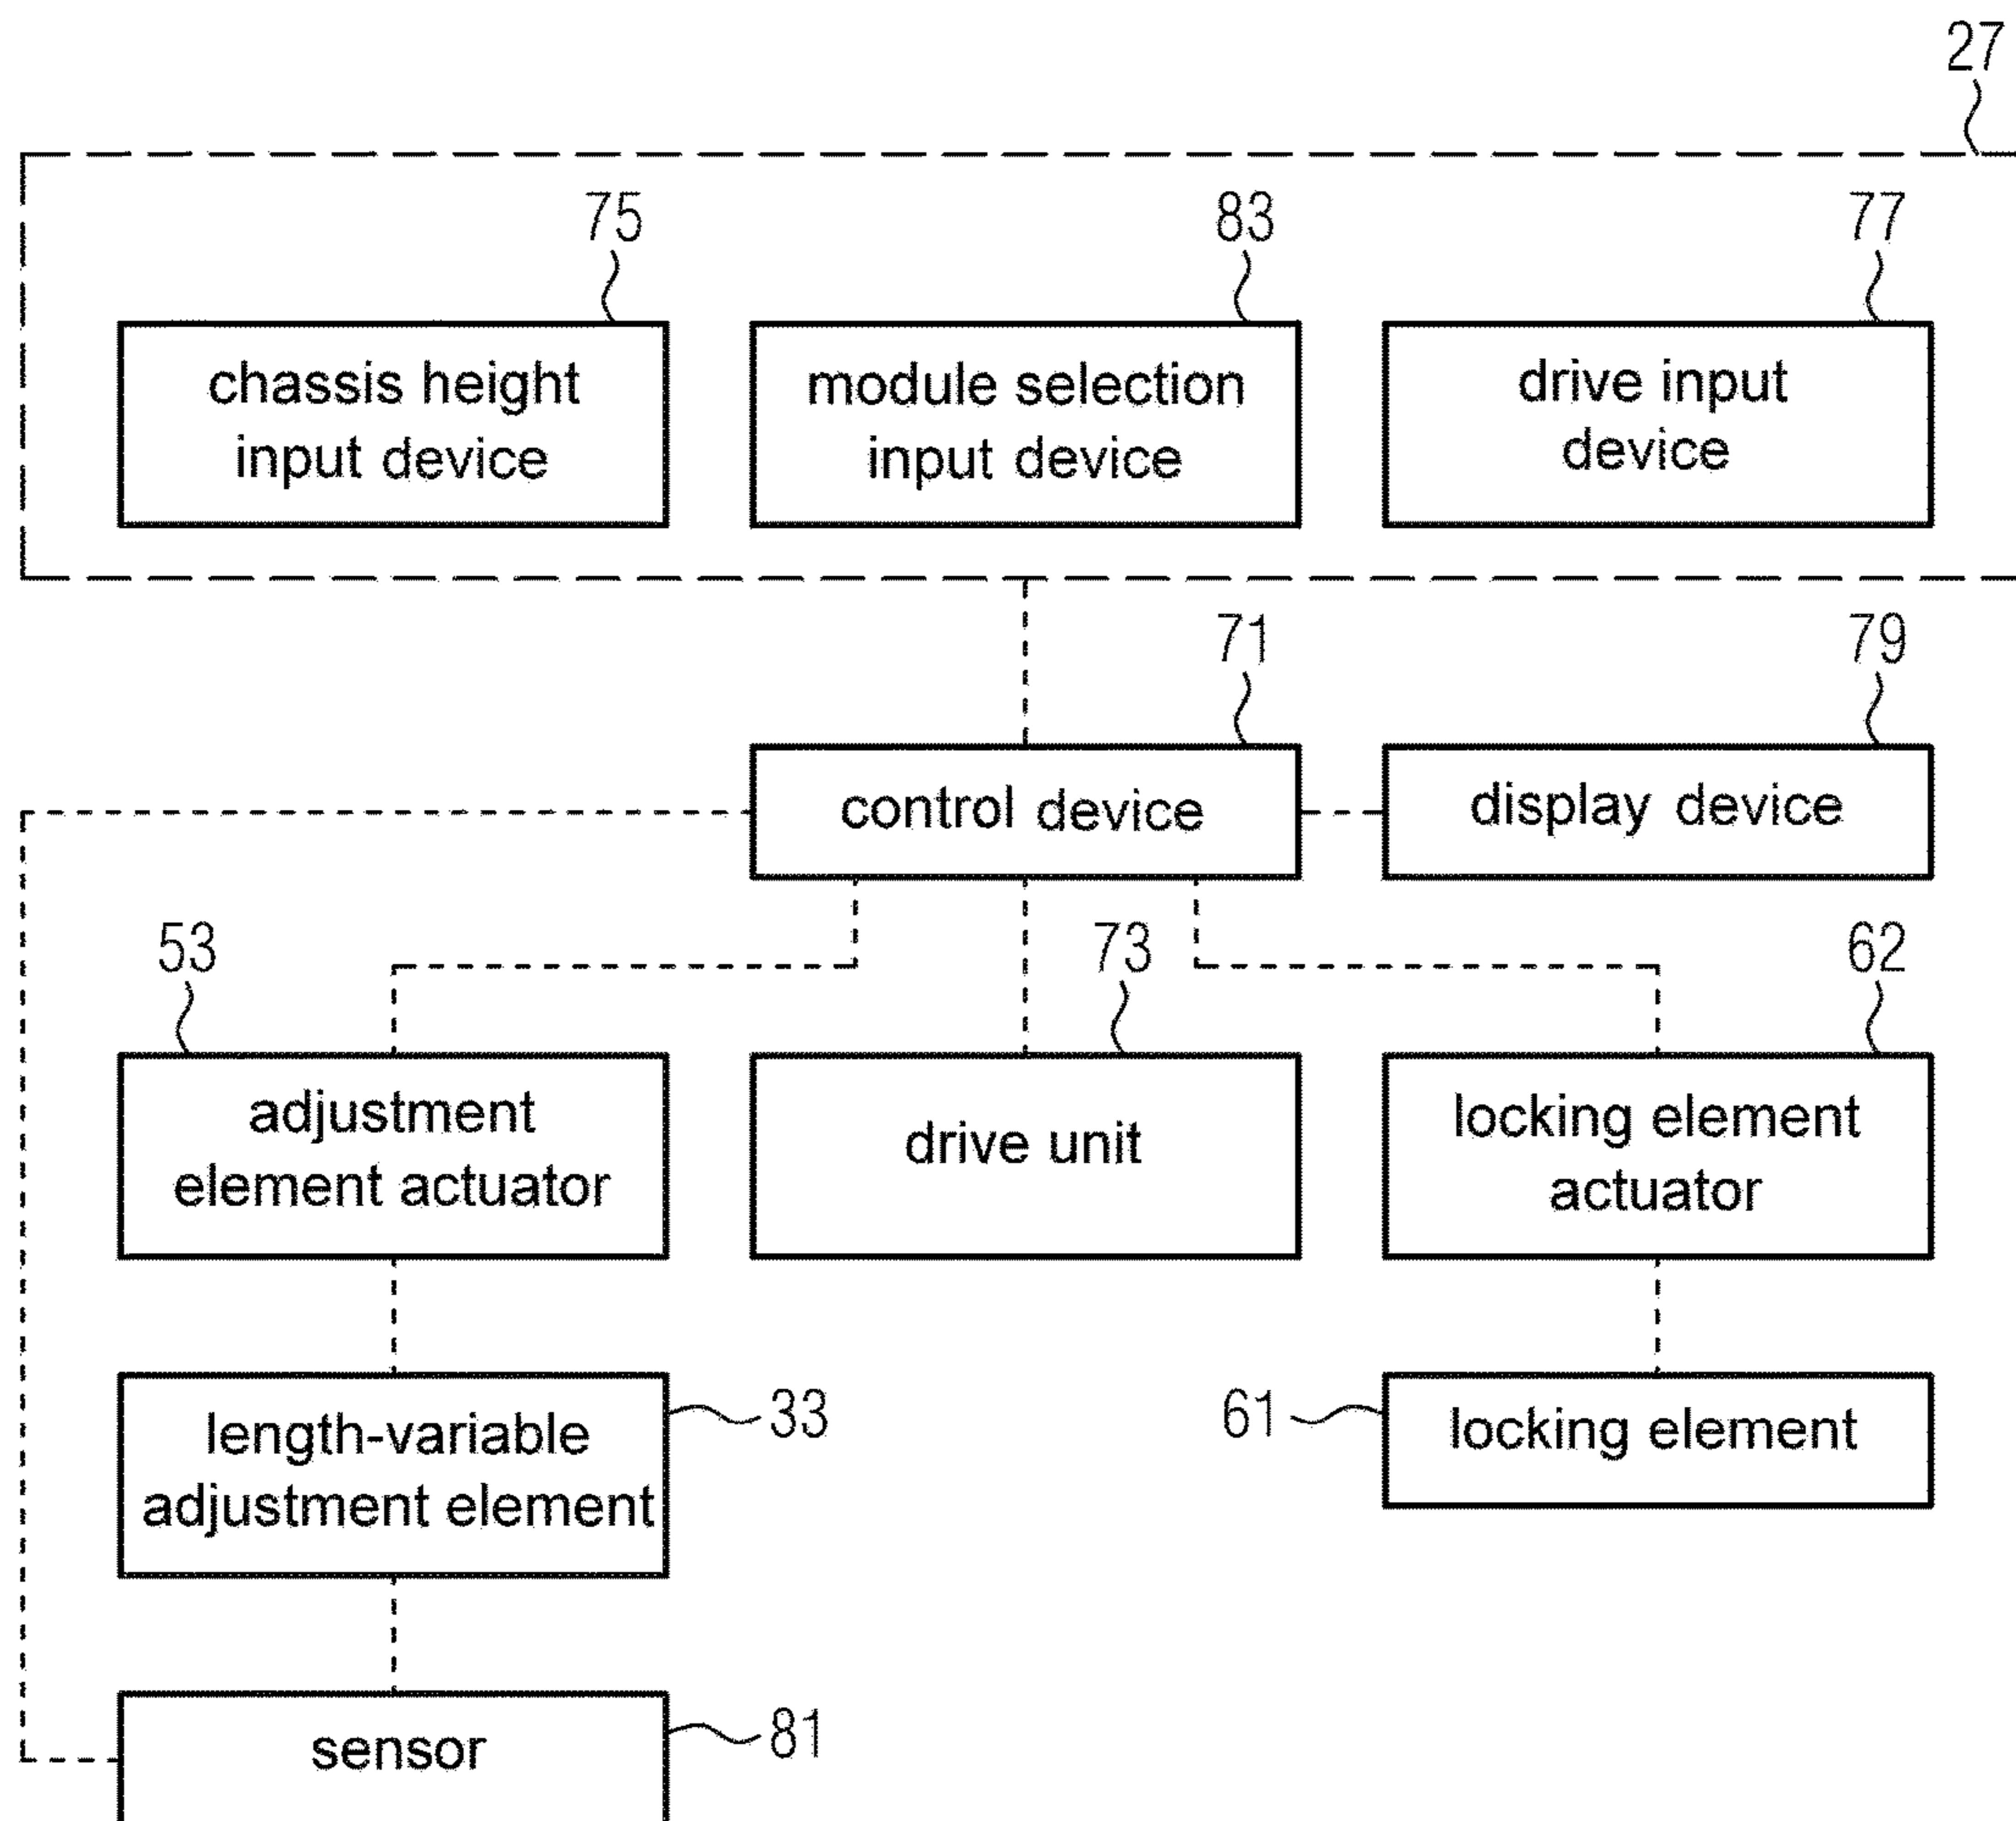 27
75
83
77
chassis height
input device
module selection
input device
drive input
device
71
79
control device
display device
53
73
62
adjustment
element actuator
drive unit
locking element
actuator
length-variable
adjustment element
33
61
locking element
sensor
81